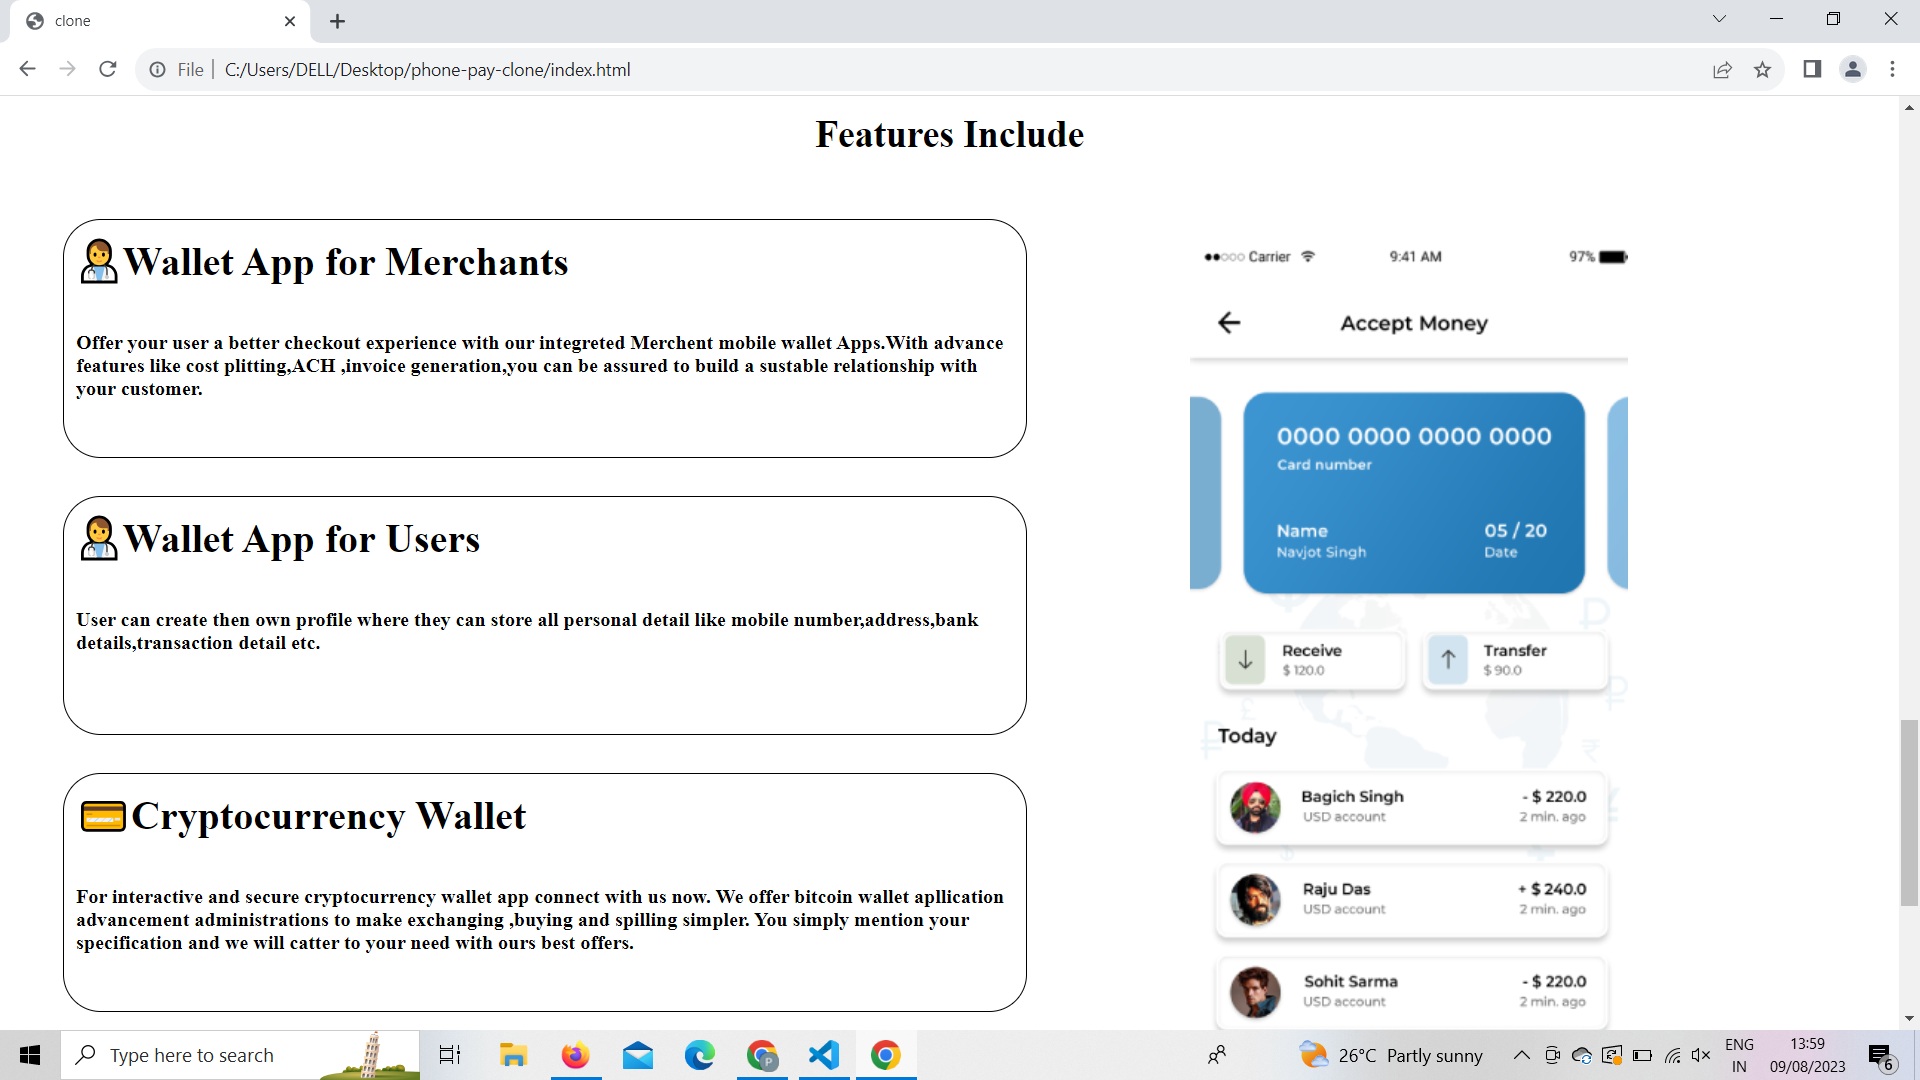 clone
File
C:/Users/DELL/Desktop/phone-pay-clone/index.html
Features Include
Wallet App for Merchants
Offer your user a better checkout experience with our integreted Merchent mobile wallet Apps.With advance
features like cost plitting,ACH ,invoice generation,you can be assured to build a sustable relationship with
your customer.
Wallet App for Users
User can create then own profile where they can store all personal detail like mobile number,address,bank
details,transaction detail etc.
Cryptocurrency Wallet
For interactive and secure cryptocurrency wallet app connect with us now. We offer bitcoin wallet apllication
advancement administrations to make exchanging ,buying and spilling simpler. You simply mention your
specification and we will catter to your need with ours best offers.
Carrier 9:41 AM 97%
Accept Money
0000 0000 0000 0000
Card number
Name 05 / 20
Navjot Singh Date
Receive Transfer
$ 120.0 $ 90.0
Today
Bagich Singh - $ 220.0
USD account 2 min. ago
Raju Das + $ 240.0
USD account 2 min. ago
Sohit Sarma - $ 220.0
USD account 2 min. ago
Type here to search
P
26°C Partly sunny
ENG
IN
13:59
09/08/2023
6